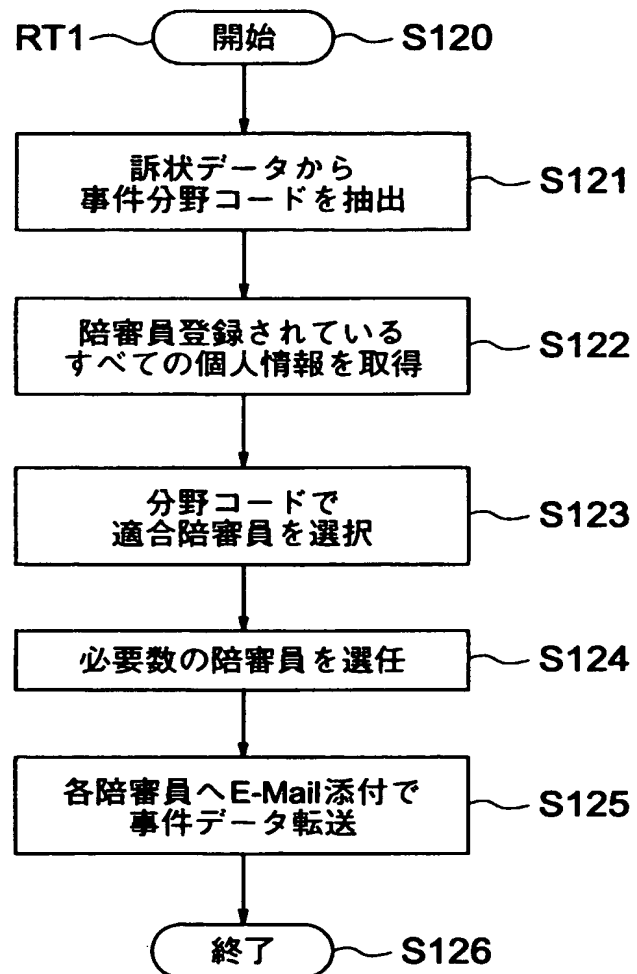 RT1 開始 S120
訴状データから
事件分野コードを抽出
S121
陪審員登録されている
すべての個人情報を取得
S122
分野コードで
適合陪審員を選択
S123
必要数の陪審員を選任 S124
各陪審員へE-Mail添付で
事件データ転送
S125
終了 S126